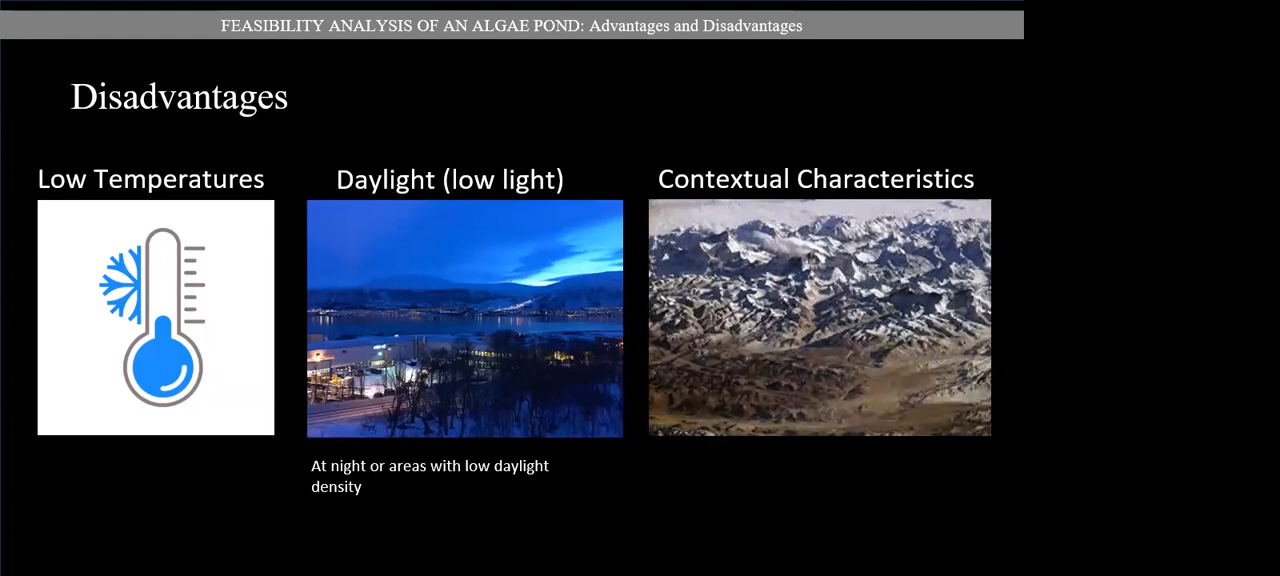 FEASIBILITY ANALYSIS OF AN ALGAE POND: Advantages and Disadvantages
Disadvantages
Low Temperatures
Daylight (low light)
Contextual Characteristics
At night or areas with low daylight
density